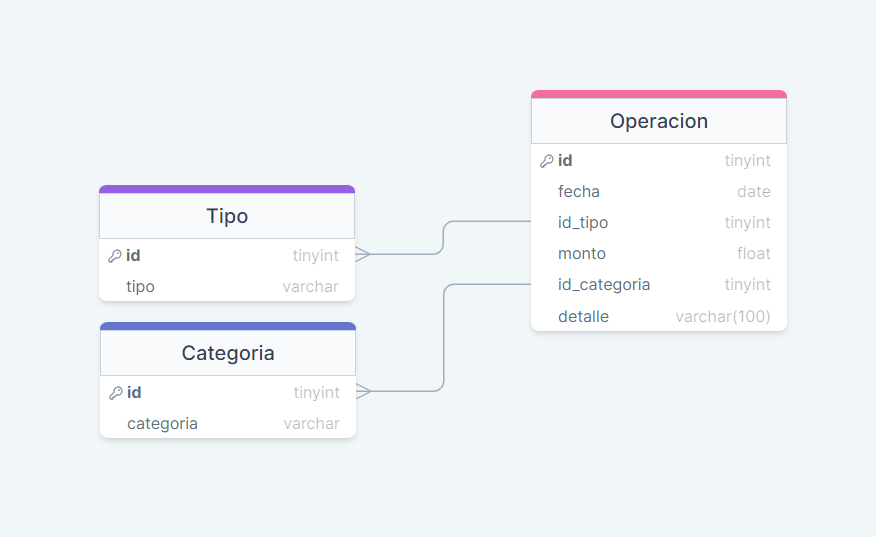 Tipo
id tinyint
tipo varchar
Categoria
id tinyint
categoria varchar
Operacion
id tinyint
fecha date
id_tipo tinyint
monto float
id_categoria tinyint
detalle varchar(100)